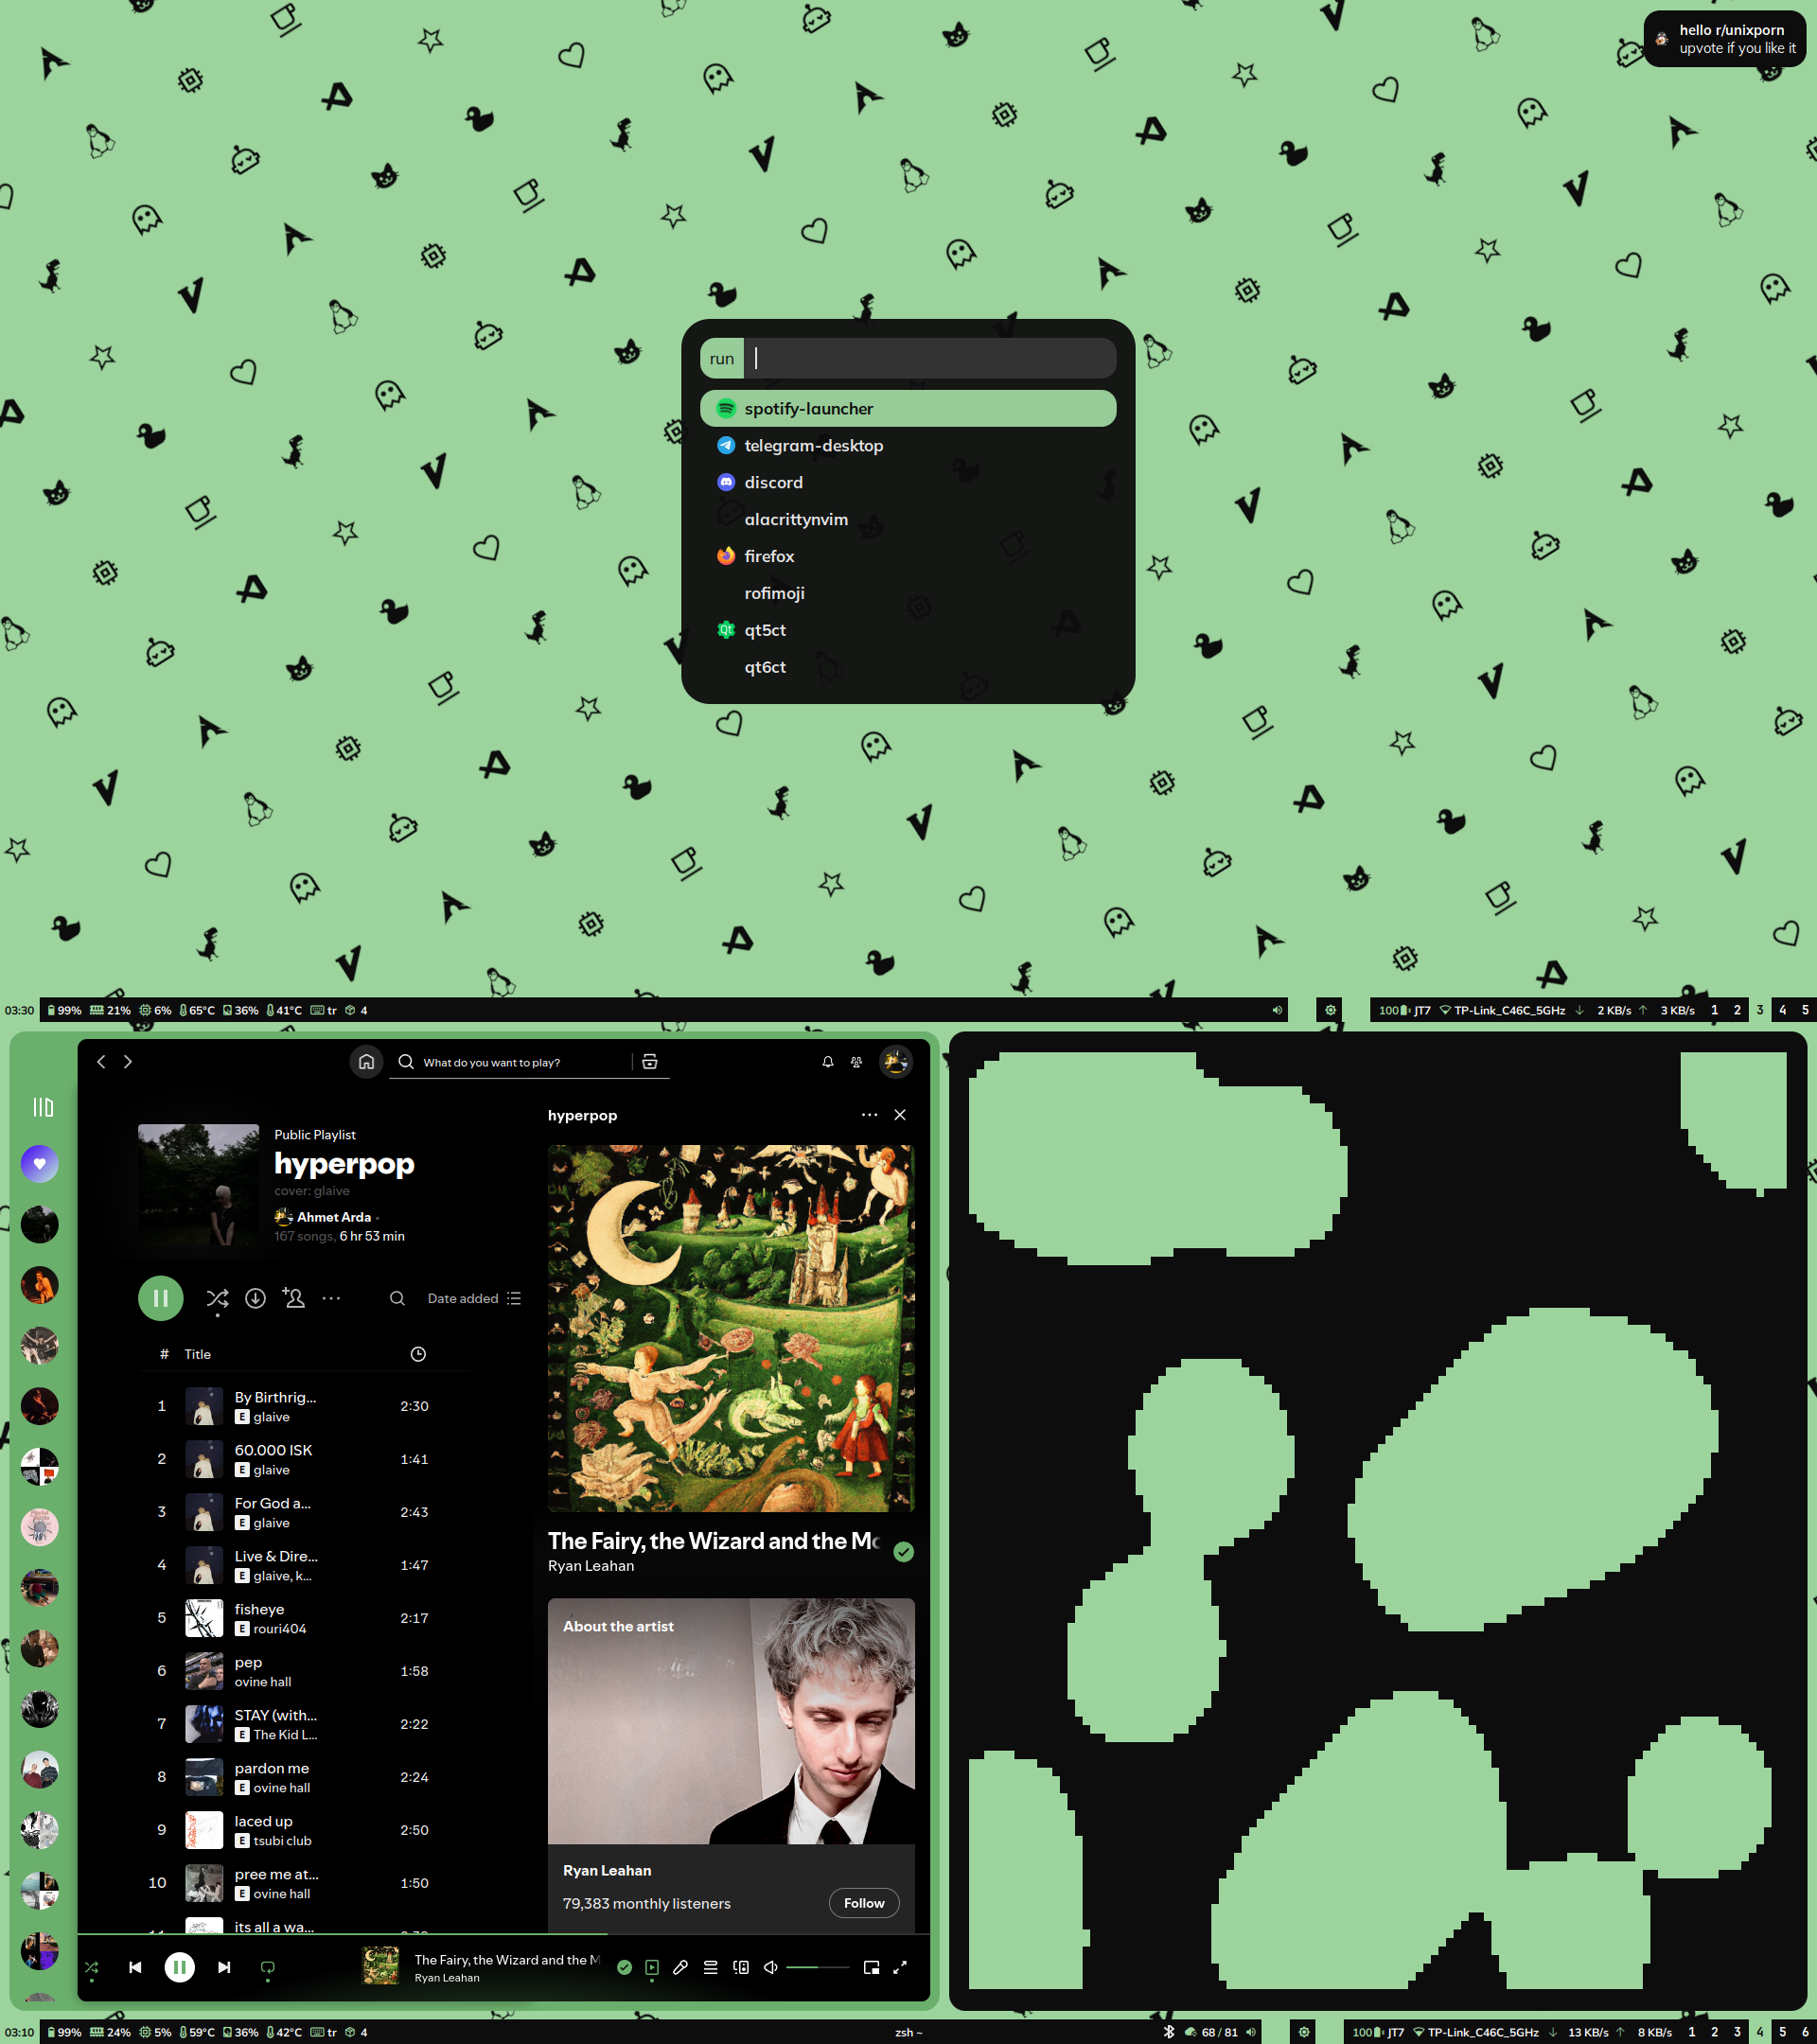 hello r/unixporn
upvote if you like it
run
spotify-launcher
telegram-desktop
discord
alacrittynvim
firefox
rofimoji
qt5ct
qt6ct
03:30 99% 21% 6% 65°C 36% 41°C tr 4
100 JT7 TP-Link_C46C_5GHz ↓ 2 KB/s ↑ 3 KB/s 1 2 3 4 5
What do you want to play?
Public Playlist
hyperpop
cover: glaive
Ahmet Arda •
167 songs, 6 hr 53 min
Date added
# Title
1 By Birthrig... 2:30
E glaive
2 60.000 ISK 1:41
E glaive
3 For God a... 2:43
E glaive
4 Live & Dire... 1:47
E glaive, k...
5 fisheye 2:17
E rouri404
6 pep 1:58
ovine hall
7 STAY (with... 2:22
E The Kid L...
8 pardon me 2:24
E ovine hall
9 laced up 2:50
E tsubi club
10 pree me at... 1:50
E ovine hall
its all a wa...
hyperpop
The Fairy, the Wizard and the Mo
Ryan Leahan
About the artist
Ryan Leahan
79,383 monthly listeners
Follow
The Fairy, the Wizard and the M
Ryan Leahan
03:10 99% 24% 5% 59°C 36% 42°C tr 4
zsh ~
68 / 81
100 JT7 TP-Link_C46C_5GHz ↓ 13 KB/s ↑ 8 KB/s 1 2 3 4 5 6